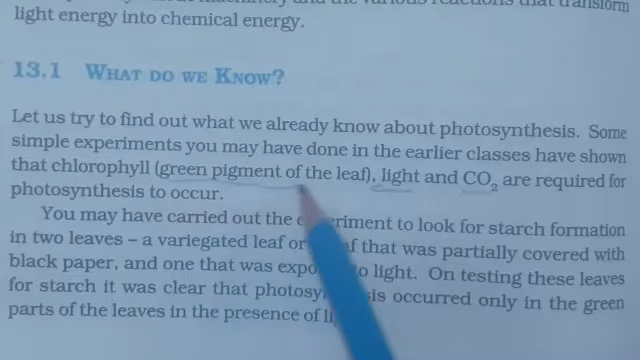 light energy into chemical energy.
13.1 WHAT DO WE KNOW?
Let us try to find out what we already know about photosynthesis. Some
simple experiments you may have done in the earlier classes have shown
that chlorophyll (green pigment of the leaf), light and CO2 are required for
photosynthesis to occur.
You may have carried out the experiment to look for starch formation
in two leaves – a variegated leaf or that was partially covered with
black paper, and one that was to light. On testing these leaves
for starch it was clear that occurred only in the green
parts of the leaves in the presence of